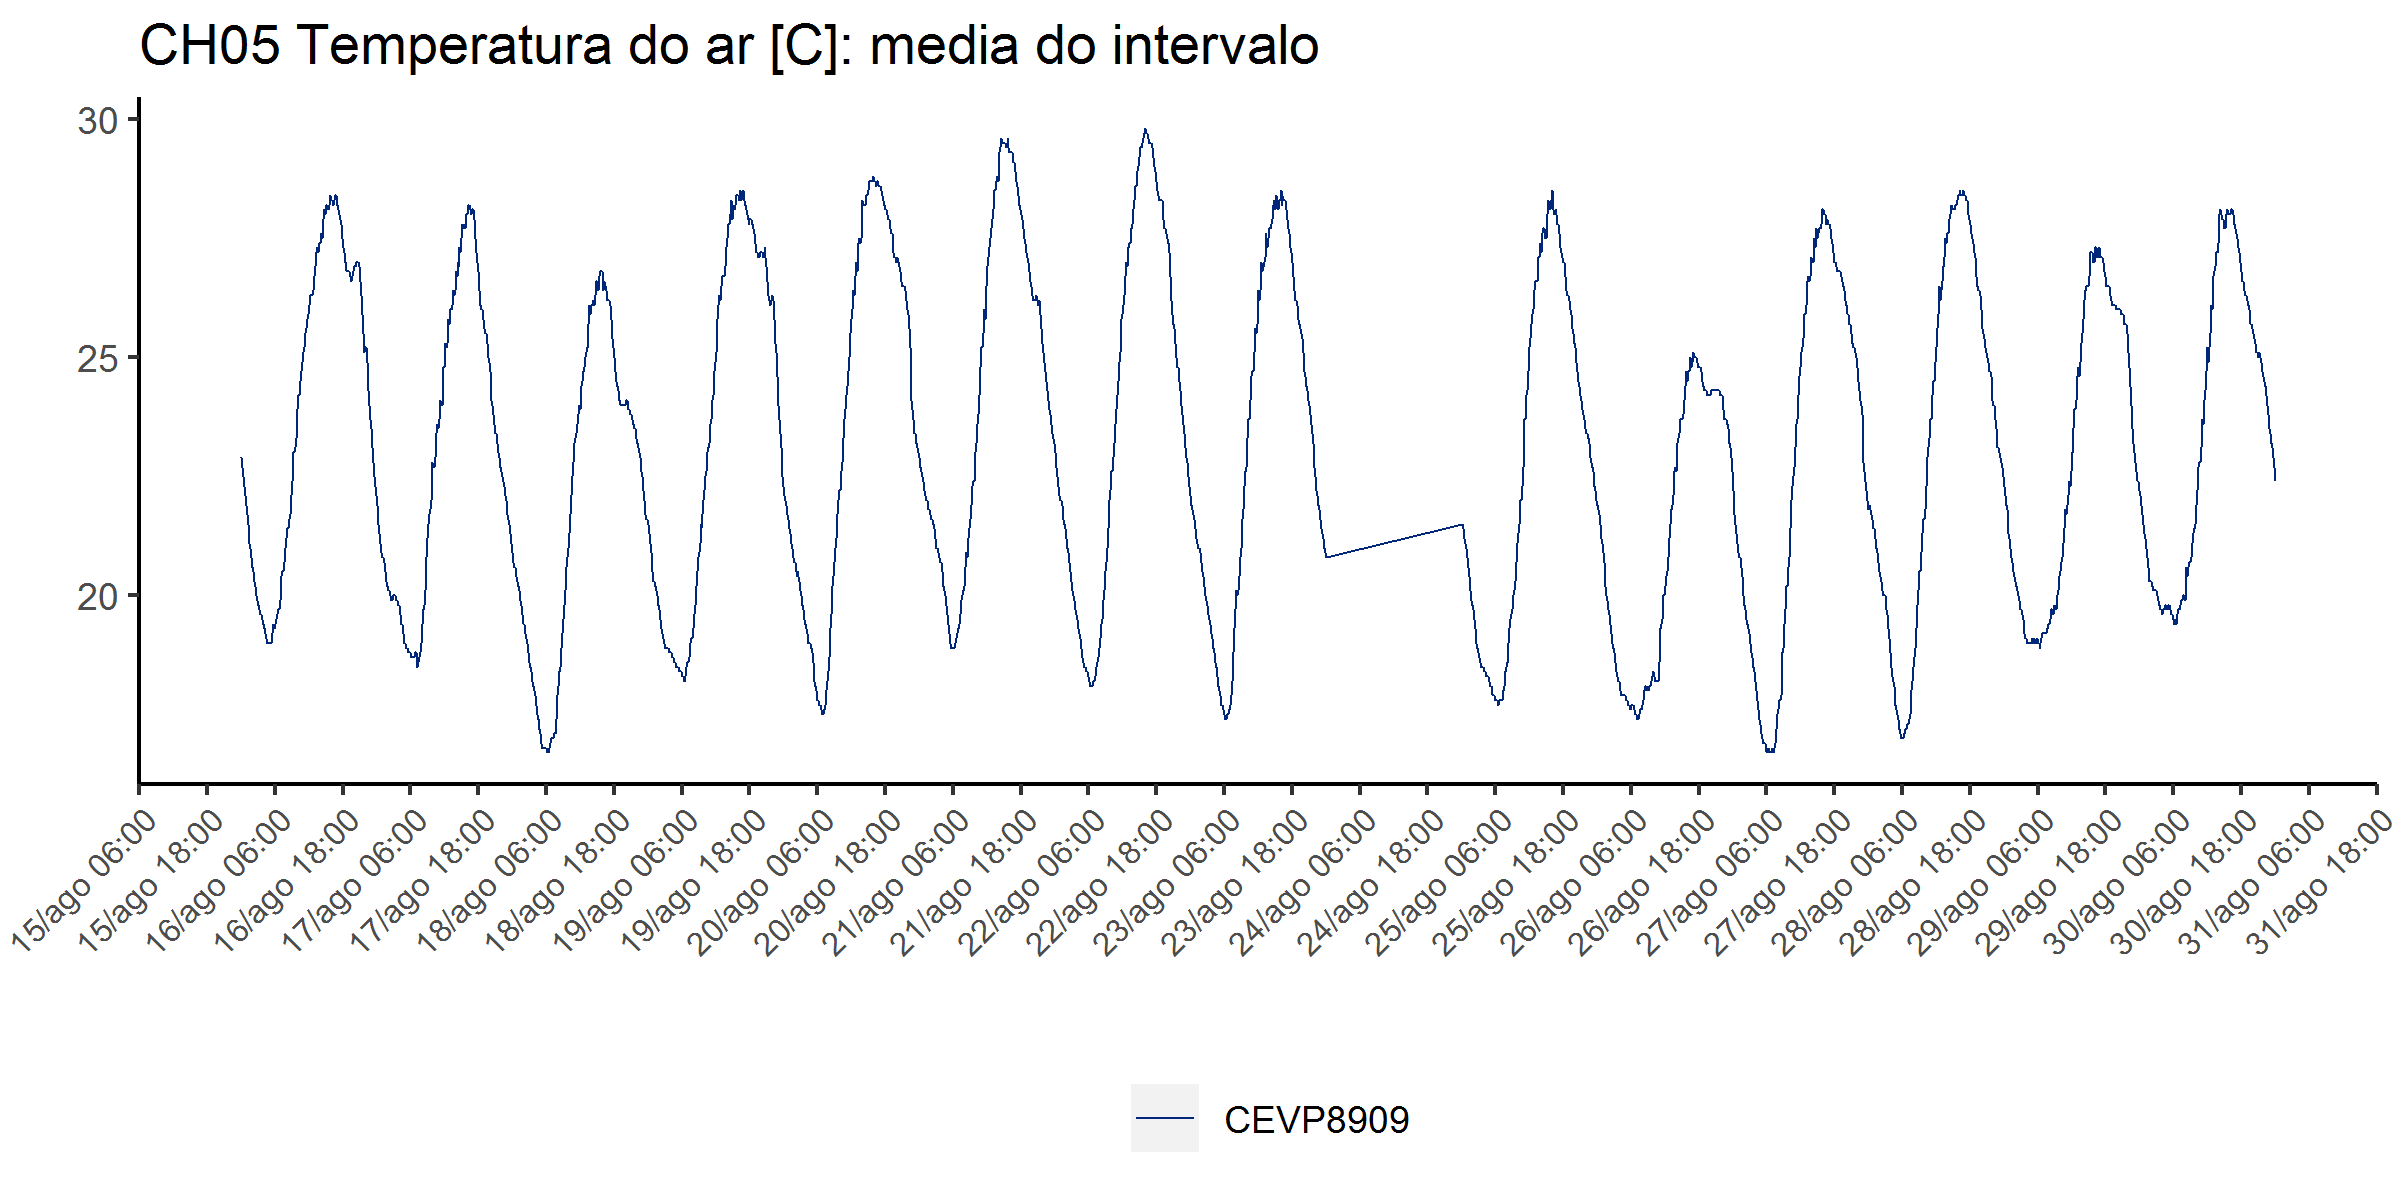 CH05 Temperatura do ar [C]: media do intervalo
30
25
20
15/ago 06:00
15/ago 18:00
16/ago 06:00
16/ago 18:00
17/ago 06:00
17/ago 18:00
18/ago 06:00
18/ago 18:00
19/ago 06:00
19/ago 18:00
20/ago 06:00
20/ago 18:00
21/ago 06:00
21/ago 18:00
22/ago 06:00
22/ago 18:00
23/ago 06:00
23/ago 18:00
24/ago 06:00
24/ago 18:00
25/ago 06:00
25/ago 18:00
26/ago 06:00
26/ago 18:00
27/ago 06:00
27/ago 18:00
28/ago 06:00
28/ago 18:00
29/ago 06:00
29/ago 18:00
30/ago 06:00
30/ago 18:00
31/ago 06:00
31/ago 18:00
CEVP8909